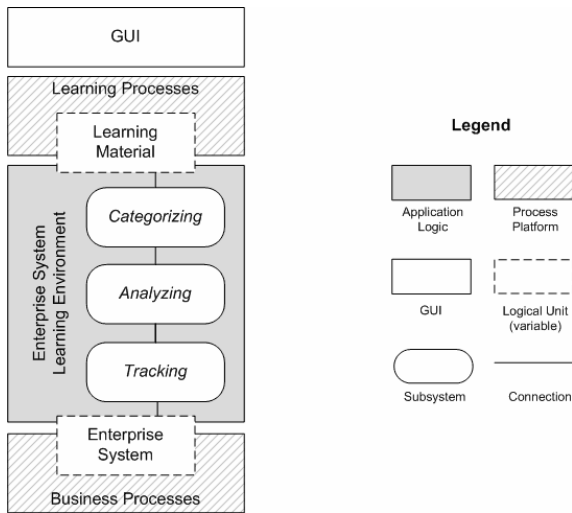 GUI
Learning Processes
Learning
Material
Categorizing
Analyzing
Tracking
Enterprise System
Learning Environment
Enterprise
System
Business Processes
Legend
Application
Logic
Process
Platform
GUI
Logical Unit
(variable)
Subsystem
Connection